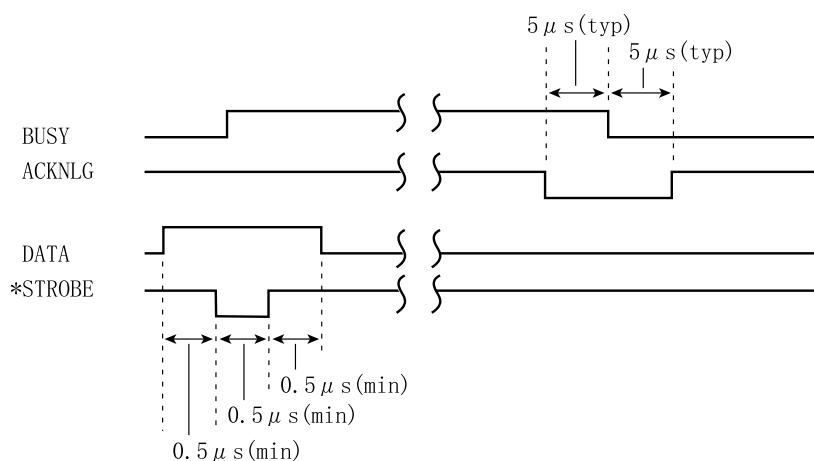 5μs(typ)
5μs(typ)
BUSY
ACKNLG
DATA
*STROBE
0.5μs(min)
0.5μs(min)
0.5μs(min)